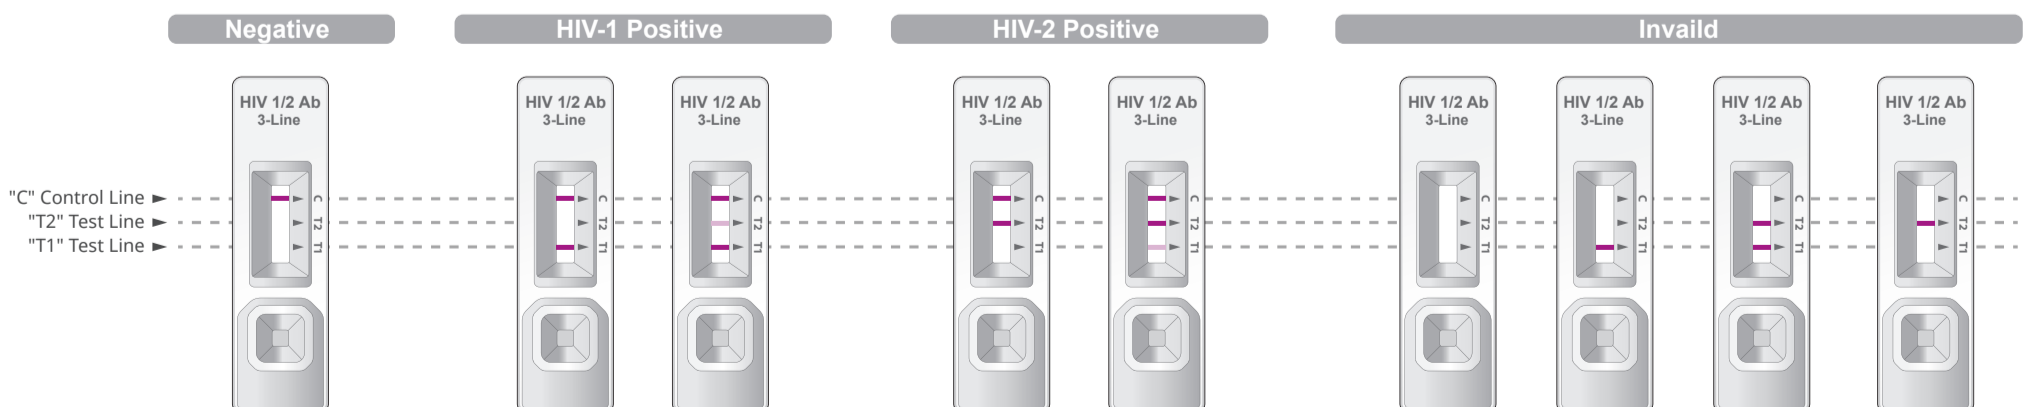 Negative
HIV-1 Positive
HIV-2 Positive
Invaild
HIV 1/2 Ab
3-Line
HIV 1/2 Ab
3-Line
HIV 1/2 Ab
3-Line
HIV 1/2 Ab
3-Line
HIV 1/2 Ab
3-Line
HIV 1/2 Ab
3-Line
HIV 1/2 Ab
3-Line
HIV 1/2 Ab
3-Line
HIV 1/2 Ab
3-Line
"C" Control Line
"T2" Test Line
"T1" Test Line
C
T2
T1
C
T2
T1
C
T2
T1
C
T2
T1
C
T2
T1
C
T2
T1
C
T2
T1
C
T2
T1
C
T2
T1